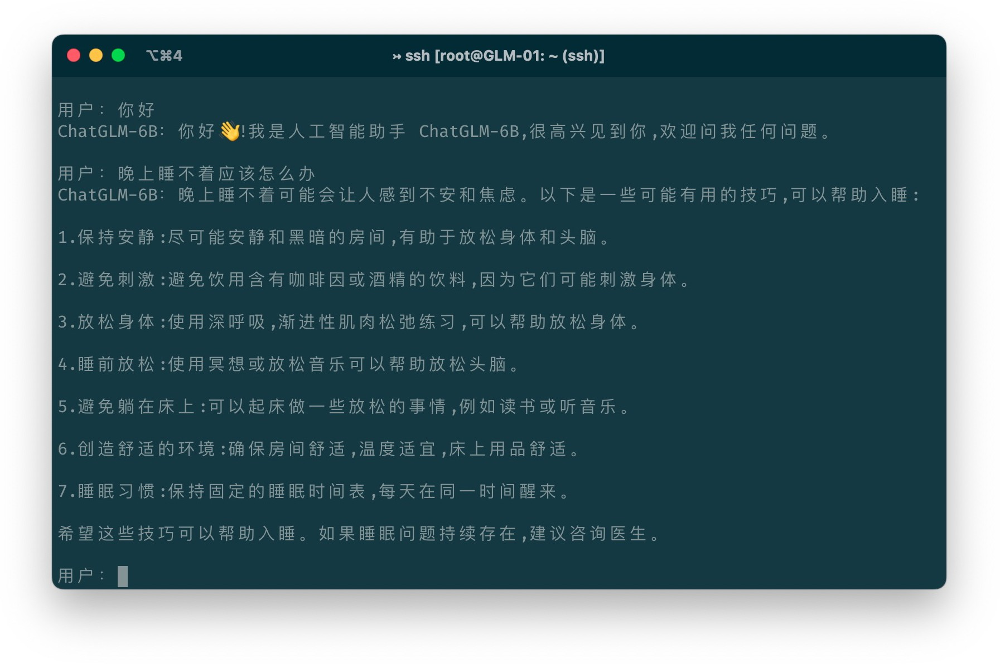 ⌥⌘4
↣ ssh [root@GLM-01: ~ (ssh)]
用户：你好
ChatGLM-6B：你好👋!我是人工智能助手 ChatGLM-6B,很高兴见到你,欢迎问我任何问题。
用户：晚上睡不着应该怎么办
ChatGLM-6B：晚上睡不着可能会让人感到不安和焦虑。以下是一些可能有用的技巧,可以帮助入睡:
1.保持安静:尽可能安静和黑暗的房间,有助于放松身体和头脑。
2.避免刺激:避免饮用含有咖啡因或酒精的饮料,因为它们可能刺激身体。
3.放松身体:使用深呼吸,渐进性肌肉松弛练习,可以帮助放松身体。
4.睡前放松:使用冥想或放松音乐可以帮助放松头脑。
5.避免躺在床上:可以起床做一些放松的事情,例如读书或听音乐。
6.创造舒适的环境:确保房间舒适,温度适宜,床上用品舒适。
7.睡眠习惯:保持固定的睡眠时间表,每天在同一时间醒来。
希望这些技巧可以帮助入睡。如果睡眠问题持续存在,建议咨询医生。
用户：